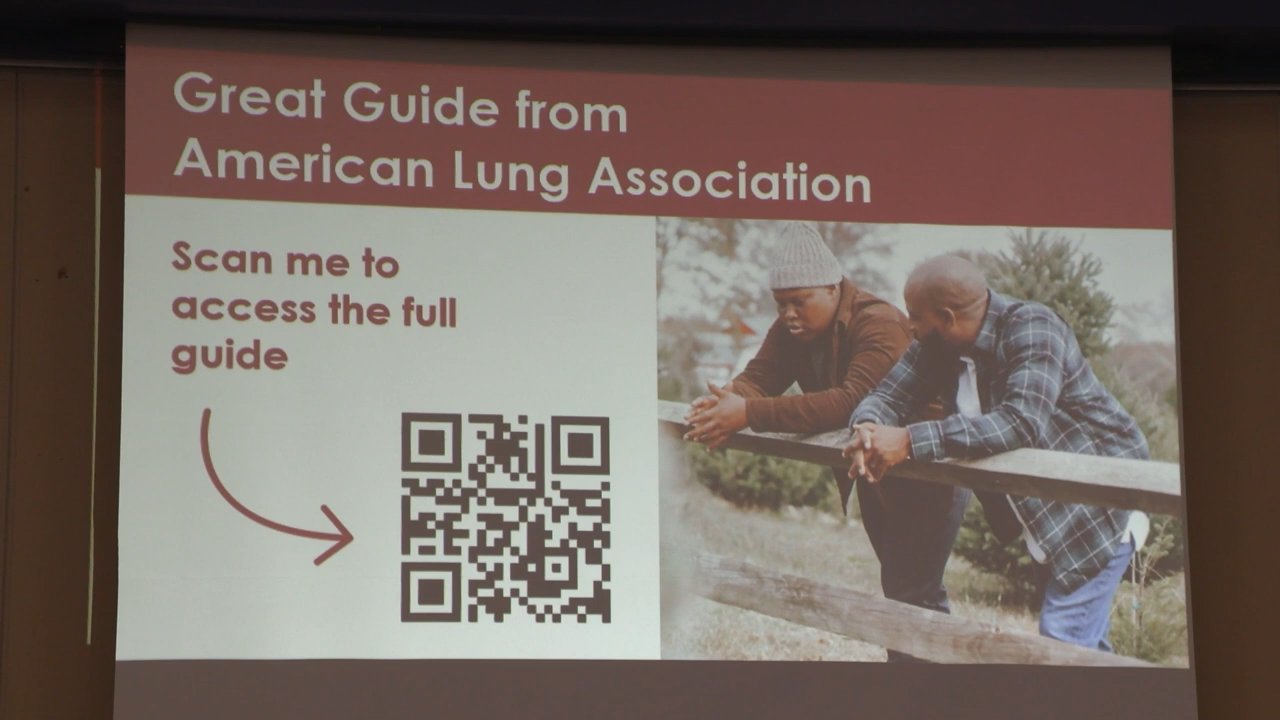 Great Guide from
American Lung Association
Scan me to
access the full
guide